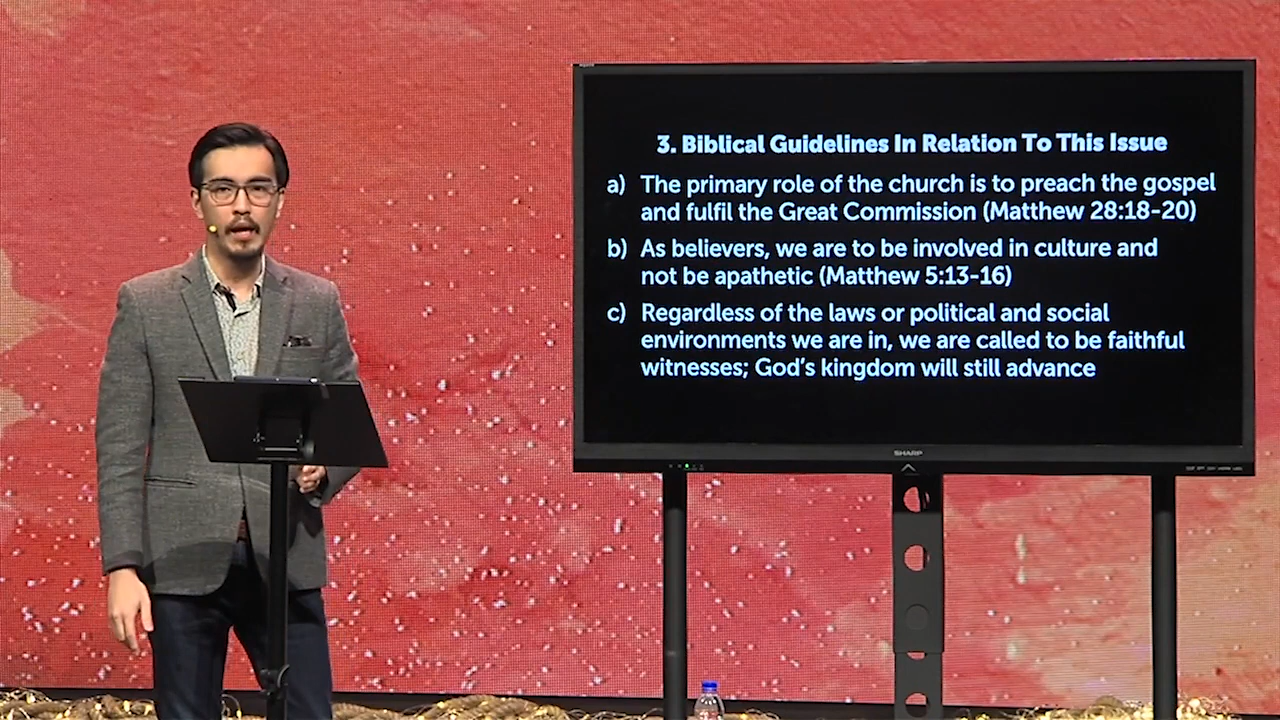 3. Biblical Guidelines In Relation To This Issue
a) The primary role of the church is to preach the gospel
and fulfil the Great Commission (Matthew 28:18-20)
b) As believers, we are to be involved in culture and
not be apathetic (Matthew 5:13-16)
c) Regardless of the laws or political and social
environments we are in, we are called to be faithful
witnesses; God's kingdom will still advance
SHARP